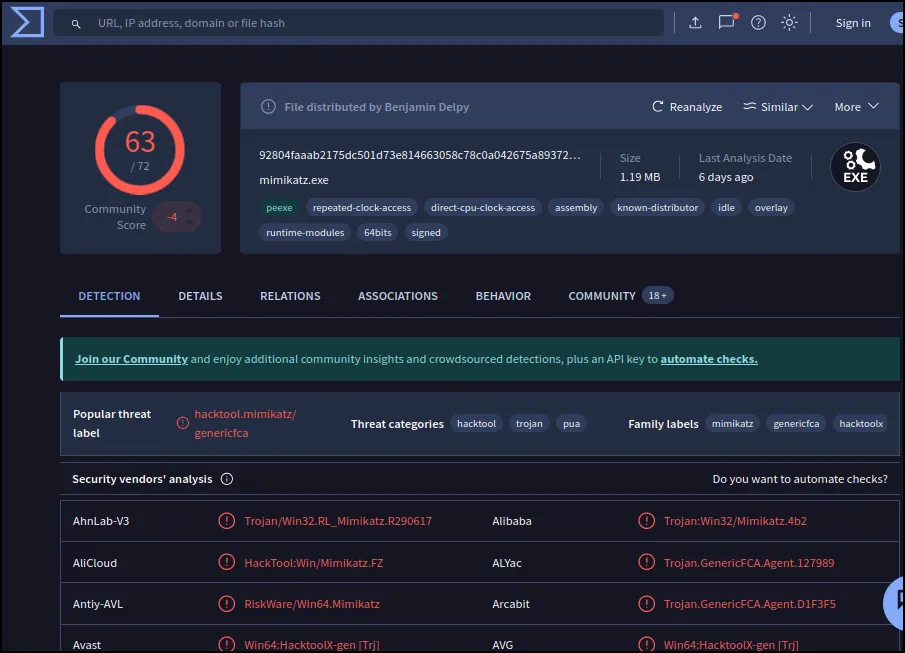 URL, IP address, domain or file hash
Sign in
63
/ 72
Community
Score
-4
File distributed by Benjamin Delpy
Reanalyze
Similar
More
92804faaab2175dc501d73e814663058c78c0a042675a89372...
mimikatz.exe
Size
1.19 MB
Last Analysis Date
6 days ago
EXE
peexe repeated-clock-access direct-cpu-clock-access assembly known-distributor idle overlay
runtime-modules 64bits signed
DETECTION DETAILS RELATIONS ASSOCIATIONS BEHAVIOR COMMUNITY 18 +
Join our Community and enjoy additional community insights and crowdsourced detections, plus an API key to automate checks.
Popular threat
label
hacktool.mimikatz/
genericfca
Threat categories hacktool trojan pua
Family labels mimikatz genericfca hacktoolx
Security vendors' analysis
Do you want to automate checks?
AhnLab-V3 Trojan/Win32.RL_Mimikatz.R290617 Alibaba Trojan:Win32/Mimikatz.4b2
AliCloud HackTool:Win/Mimikatz.FZ ALYac Trojan.GenericFCA.Agent.127989
Antiy-AVL RiskWare/Win64.Mimikatz Arcabit Trojan.GenericFCA.Agent.D1F3F5
Avast Win64:HacktoolX-gen [Trj] AVG Win64:HacktoolX-gen [Trj]